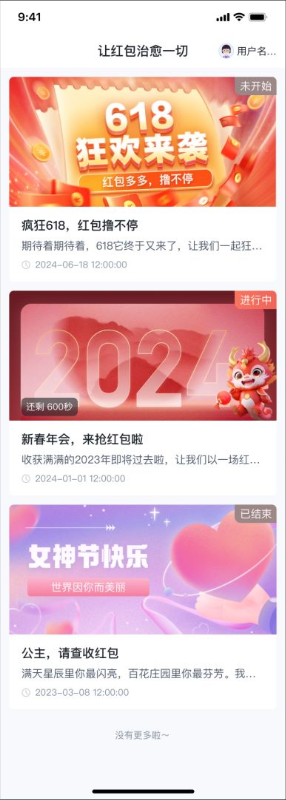 9:41
让红包治愈一切
用户名...
未开始
618
狂欢来袭
红包多多，撸不停
疯狂618，红包撸不停
期待着期待着，618它终于又来了，让我们一起狂...
2024-06-18 12:00:00
进行中
2024
还剩 600秒
新春年会，来抢红包啦
收获满满的2023年即将过去啦，让我们以一场红...
2024-01-01 12:00:00
已结束
女神节快乐
世界因你而美丽
公主，请查收红包
满天星辰里你最闪亮，百花庄园里你最芬芳。我...
2023-03-08 12:00:00
没有更多啦～